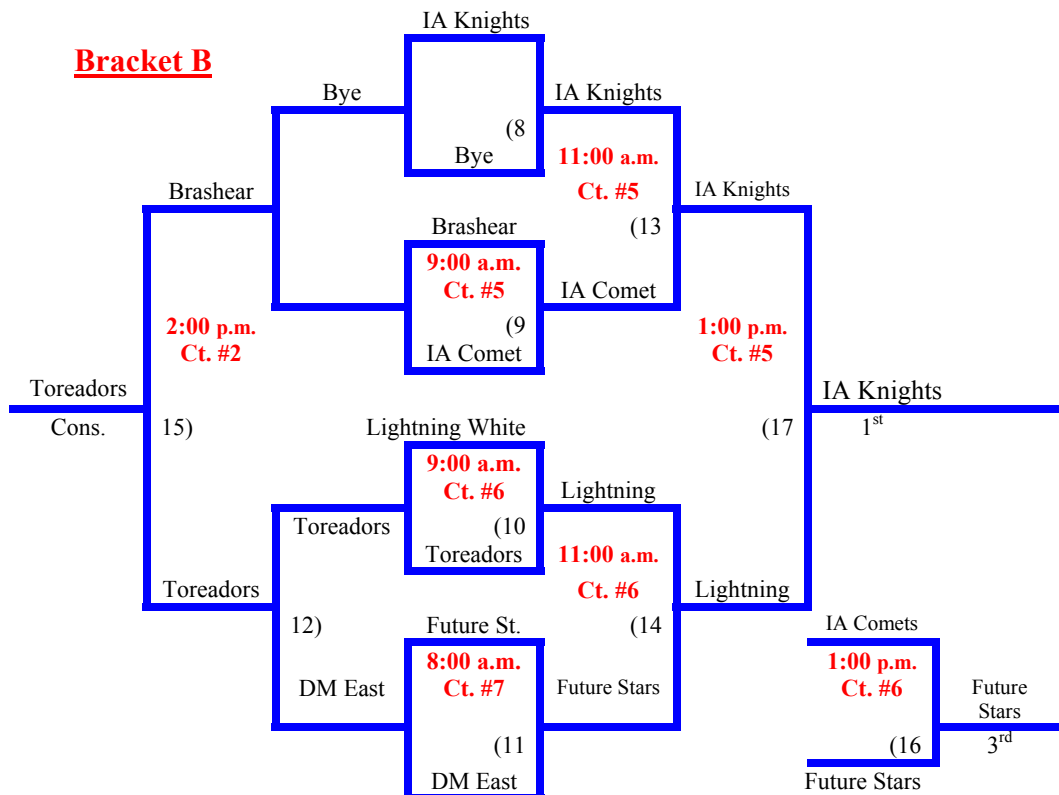 IA Knights
Bracket B
Bye
IA Knights
(8
Bye
11:00 a.m.
Ct. #5
Brashear
IA Knights
Brashear
(13
9:00 a.m.
Ct. #5
IA Comet
(9
IA Comet
2:00 p.m.
Ct. #2
1:00 p.m.
Ct. #5
Toreadors
Cons.
IA Knights
1st
15)
Lightning White
(17
9:00 a.m.
Ct. #6
Lightning
Toreadors
(10
Toreadors
11:00 a.m.
Ct. #6
Toreadors
Lightning
12)
Future St.
(14
IA Comets
8:00 a.m.
Ct. #7
1:00 p.m.
Ct. #6
DM East
Future Stars
Future
Stars
(11
(16
3rd
DM East
Future Stars